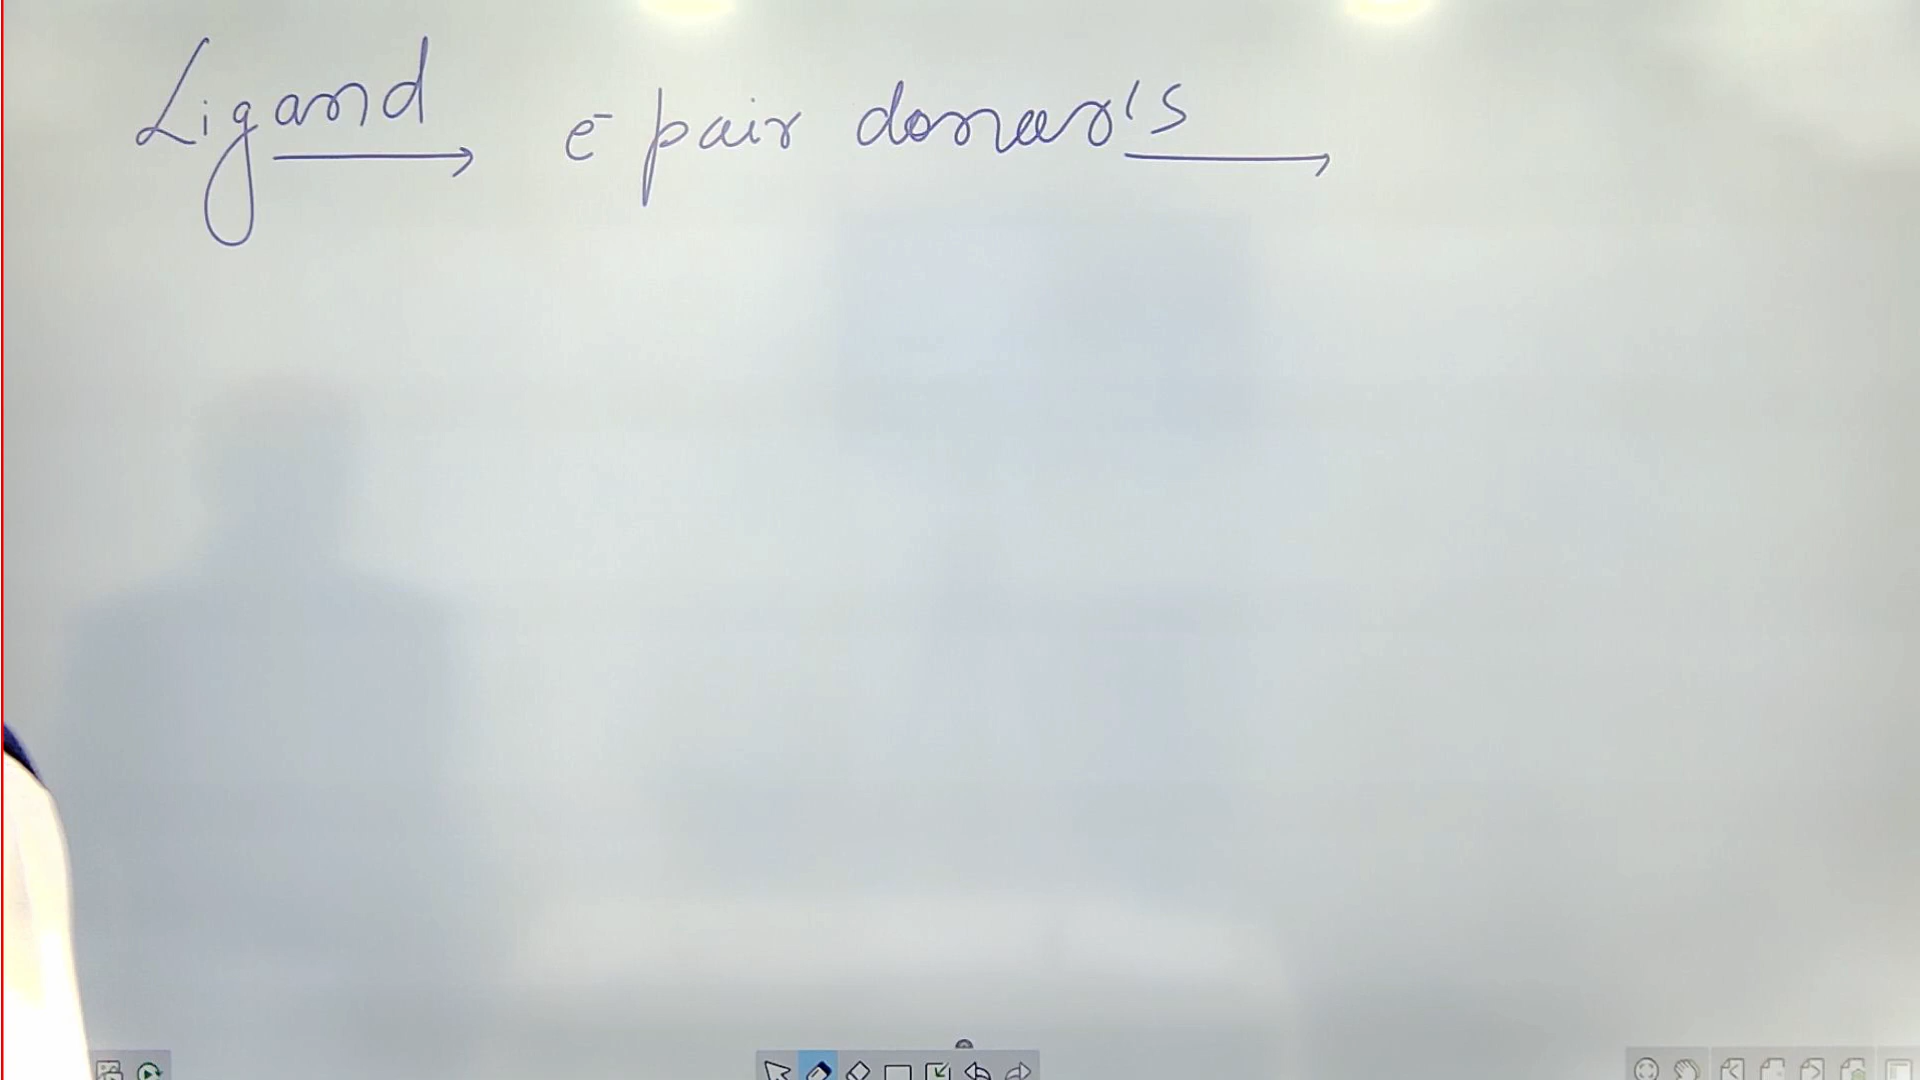 Ligand → e⁻ pair donar's →